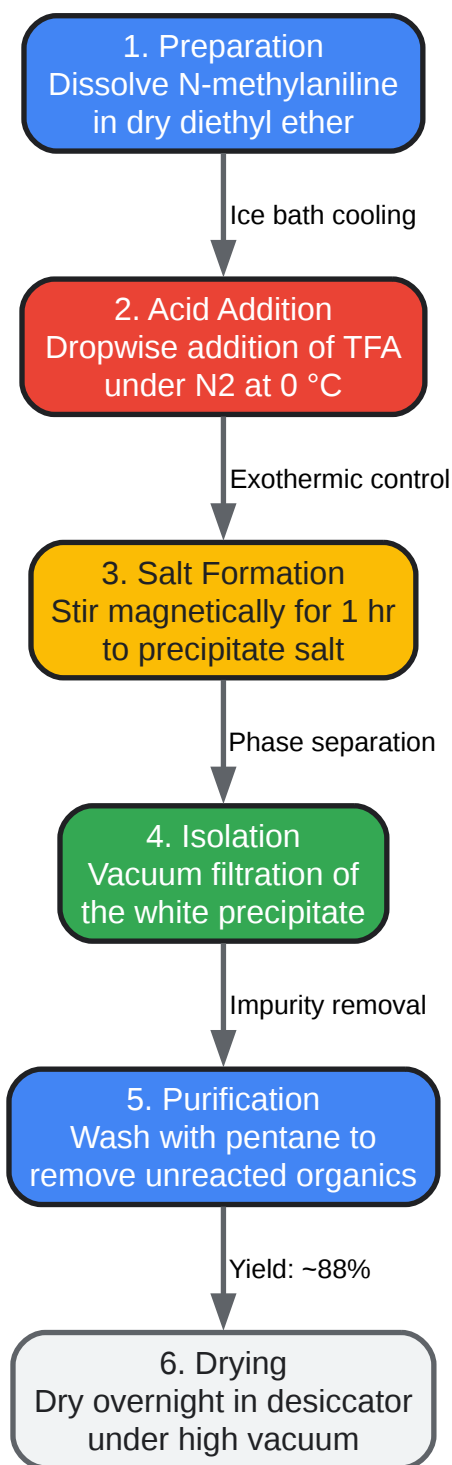 1. Preparation
Dissolve N-methylaniline
in dry diethyl ether
Ice bath cooling
2. Acid Addition
Dropwise addition of TFA
under N2 at 0 °C
Exothermic control
3. Salt Formation
Stir magnetically for 1 hr
to precipitate salt
Phase separation
4. Isolation
Vacuum filtration of
the white precipitate
Impurity removal
5. Purification
Wash with pentane to
remove unreacted organics
Yield: ~88%
6. Drying
Dry overnight in desiccator
under high vacuum